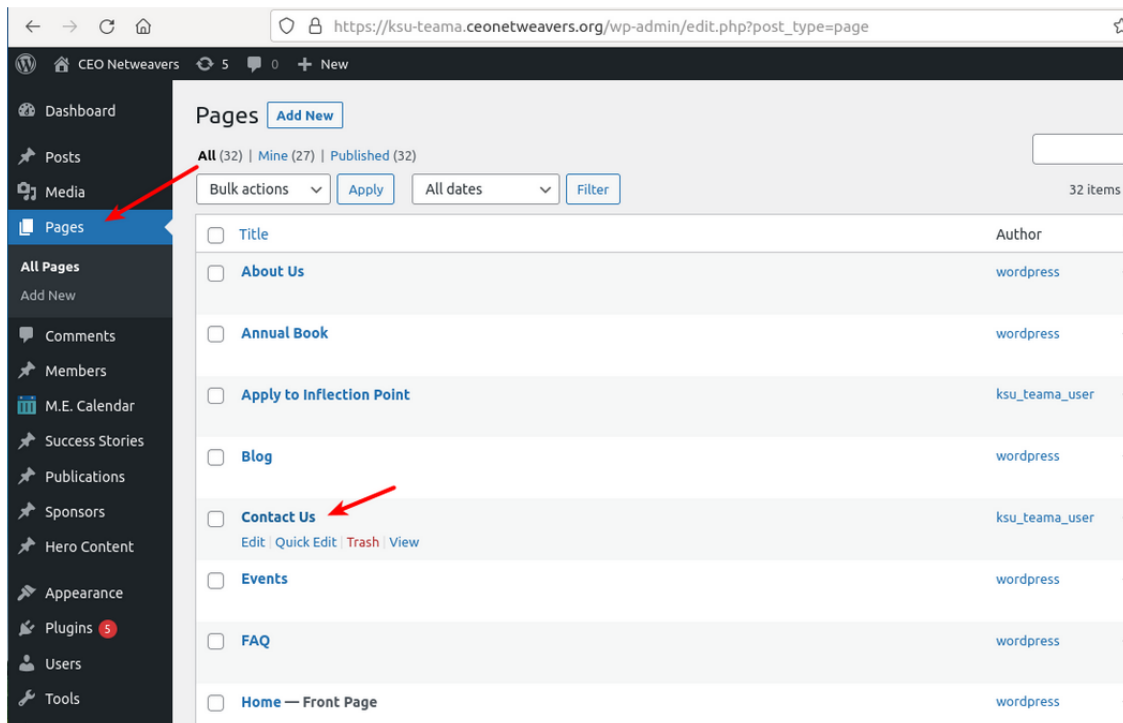 https://ksu-teama.ceonetweavers.org/wp-admin/edit.php?post_type=page
CEO Netweavers 5 0 + New
Dashboard
Posts
Media
Pages
All Pages
Add New
Comments
Members
M.E. Calendar
Success Stories
Publications
Sponsors
Hero Content
Appearance
Plugins 5
Users
Tools
Pages Add New
All (32) | Mine (27) | Published (32)
Bulk actions Apply All dates Filter 32 items
Title Author
About Us wordpress
Annual Book wordpress
Apply to Inflection Point ksu_teama_user
Blog wordpress
Contact Us ksu_teama_user
Edit | Quick Edit | Trash | View
Events wordpress
FAQ wordpress
Home — Front Page wordpress